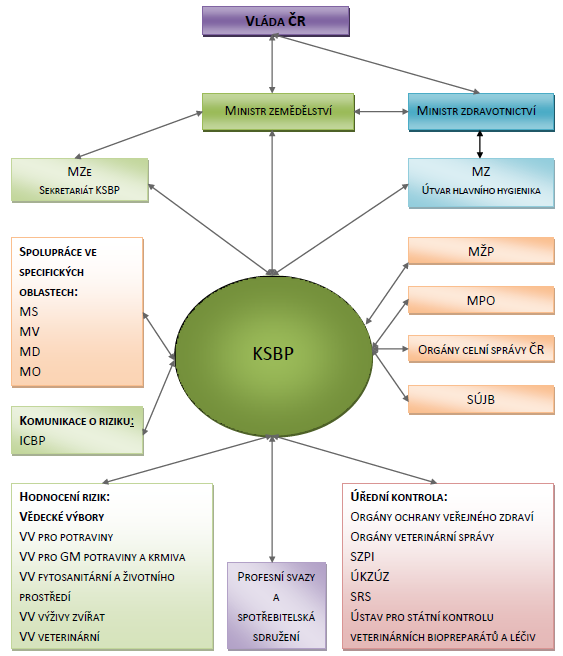 VLÁDA ČR
MINISTR ZEMĚDĚLSTVÍ
MINISTR ZDRAVOTNICTVÍ
MZE
SEKRETARIÁT KSBP
MZ
ÚTVAR HLAVNÍHO HYGIENIKA
SPOLUPRÁCE VE
SPECIFICKÝCH
OBLASTECH:
MS
MV
MD
MO
MŽP
MPO
ORGÁNY CELNÍ SPRÁVY ČR
SÚJB
KSBP
KOMUNIKACE O RIZIKU:
ICBP
HODNOCENÍ RIZIK:
VĚDECKÉ VÝBORY
VV PRO POTRAVINY
VV PRO GM POTRAVINY A KRMIVA
VV FYTOSANITÁRNÍ A ŽIVOTNÍHO
PROSTŘEDÍ
VV VÝŽIVY ZVÍŘAT
VV VETERINÁRNÍ
PROFESNÍ SVAZY
A
SPOTŘEBITELSKÁ
SDRUŽENÍ
ÚŘEDNÍ KONTROLA:
ORGÁNY OCHRANY VEŘEJNÉHO ZDRAVÍ
ORGÁNY VETERINÁRNÍ SPRÁVY
SZPI
ÚKZÚZ
SRS
ÚSTAV PRO STÁTNÍ KONTROLU
VETERINÁRNÍCH BIOPREPARÁTŮ A LÉČIV